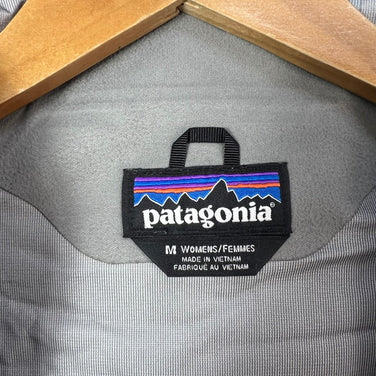 patagonia®
M WOMENS/FEMMES
MADE IN VIETNAM
FABRIQUÉ AU VIETNAM